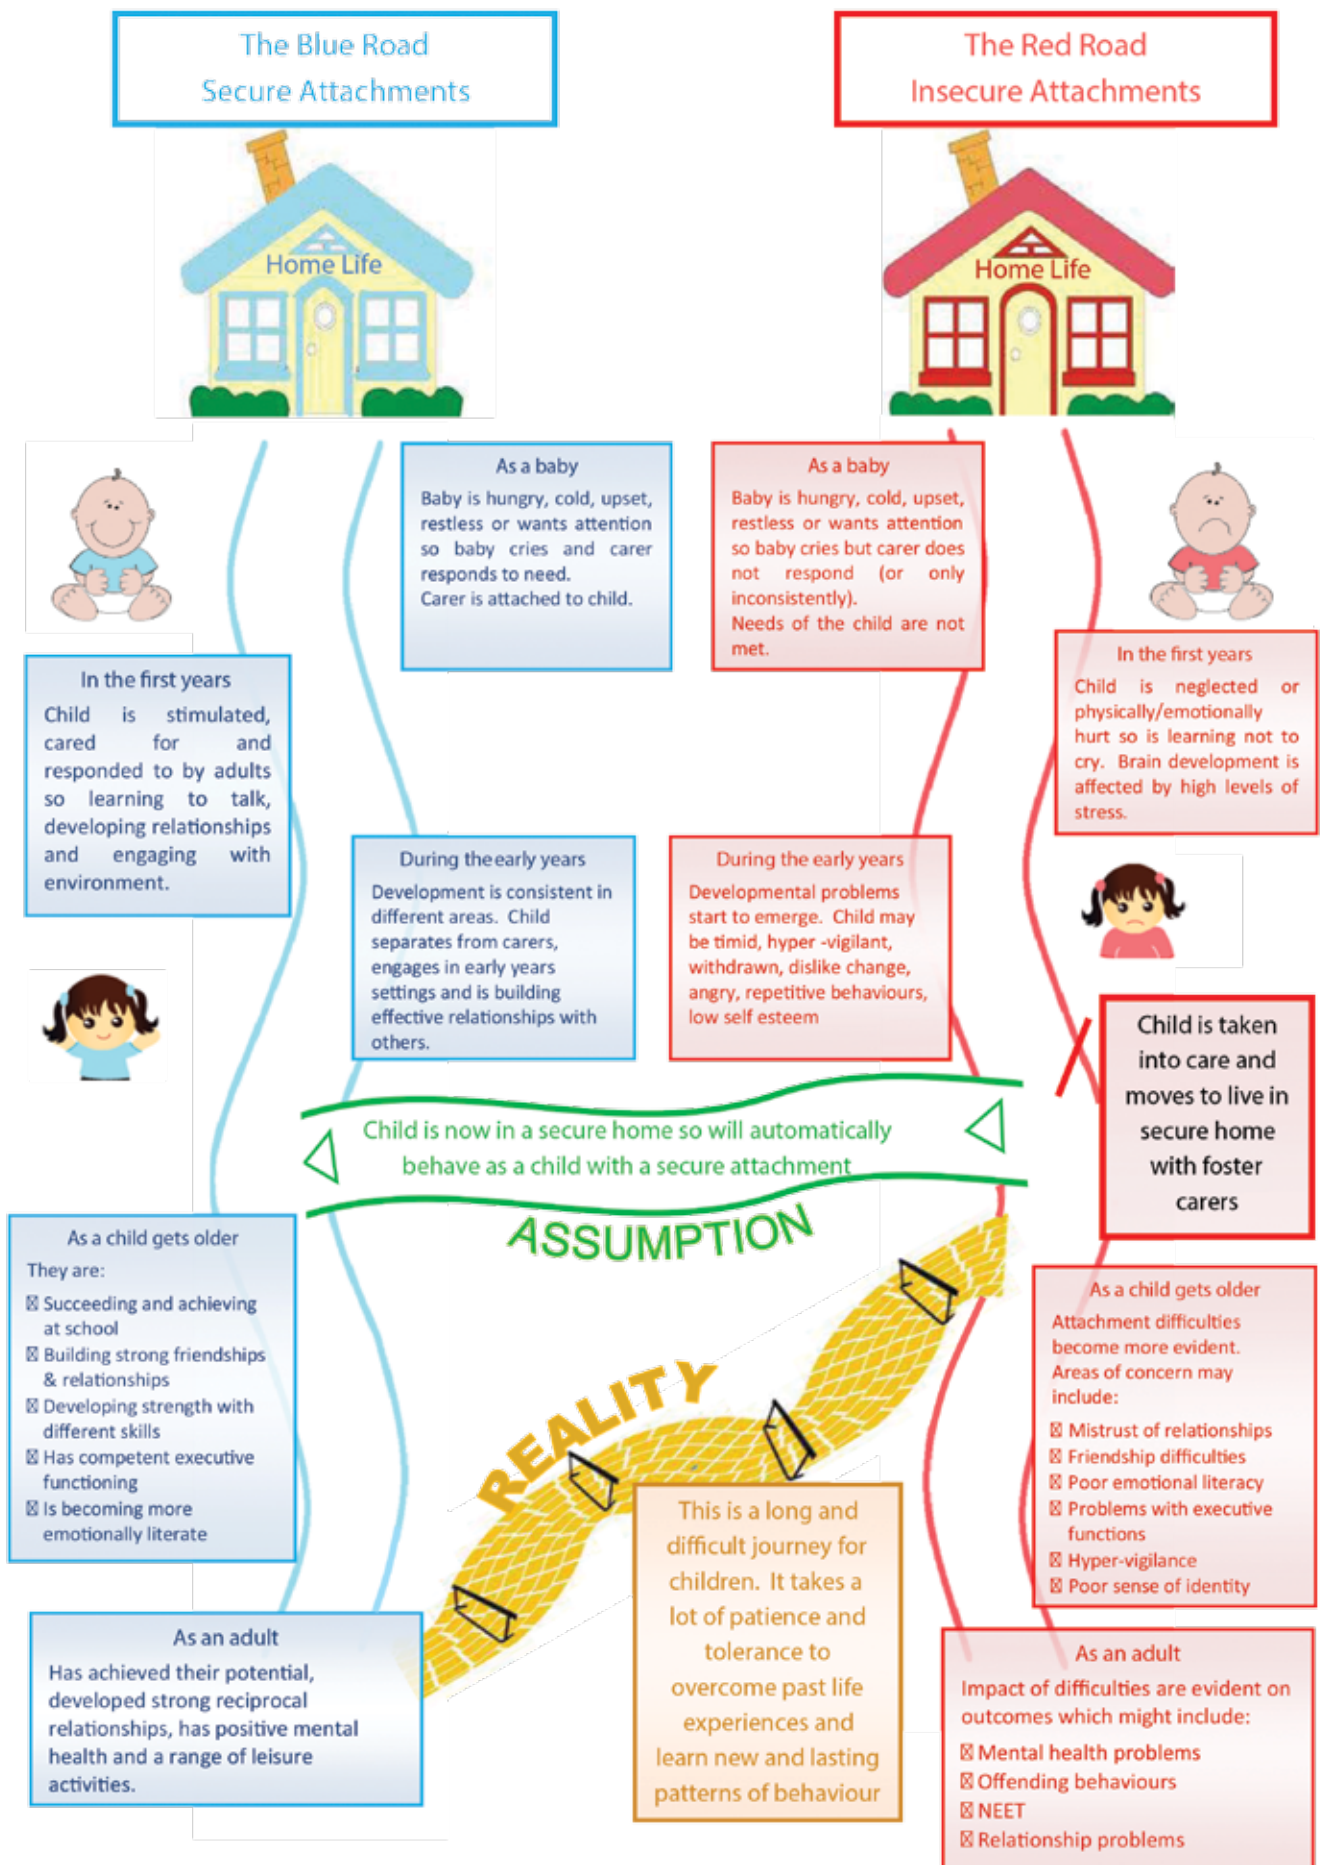 The Blue Road
Secure Attachments
The Red Road
Insecure Attachments
Home Life
Home Life
As a baby
Baby is hungry, cold, upset,
restless or wants attention
so baby cries and carer
responds to need.
Carer is attached to child.
As a baby
Baby is hungry, cold, upset,
restless or wants attention
so baby cries but carer does
not respond (or only
inconsistently).
Needs of the child are not
met.
In the first years
Child is stimulated,
cared for and
responded to by adults
so learning to talk,
developing relationships
and engaging with
environment.
In the first years
Child is neglected or
physically/emotionally
hurt so is learning not to
cry. Brain development is
affected by high levels of
stress.
During the early years
Development is consistent in
different areas. Child
separates from carers,
engages in early years
settings and is building
effective relationships with
others.
During the early years
Developmental problems
start to emerge. Child may
be timid, hyper -vigilant,
withdrawn, dislike change,
angry, repetitive behaviours,
low self esteem
Child is taken
into care and
moves to live in
secure home
with foster
carers
Child is now in a secure home so will automatically
behave as a child with a secure attachment
ASSUMPTION
As a child gets older
They are:
Succeeding and achieving
at school
Building strong friendships
& relationships
Developing strength with
different skills
Has competent executive
functioning
Is becoming more
emotionally literate
As a child gets older
Attachment difficulties
become more evident.
Areas of concern may
include:
Mistrust of relationships
Friendship difficulties
Poor emotional literacy
Problems with executive
functions
Hyper-vigilance
Poor sense of identity
REALITY
This is a long and
difficult journey for
children. It takes a
lot of patience and
tolerance to
overcome past life
experiences and
learn new and lasting
patterns of behaviour
As an adult
Has achieved their potential,
developed strong reciprocal
relationships, has positive mental
health and a range of leisure
activities.
As an adult
Impact of difficulties are evident on
outcomes which might include:
Mental health problems
Offending behaviours
NEET
Relationship problems